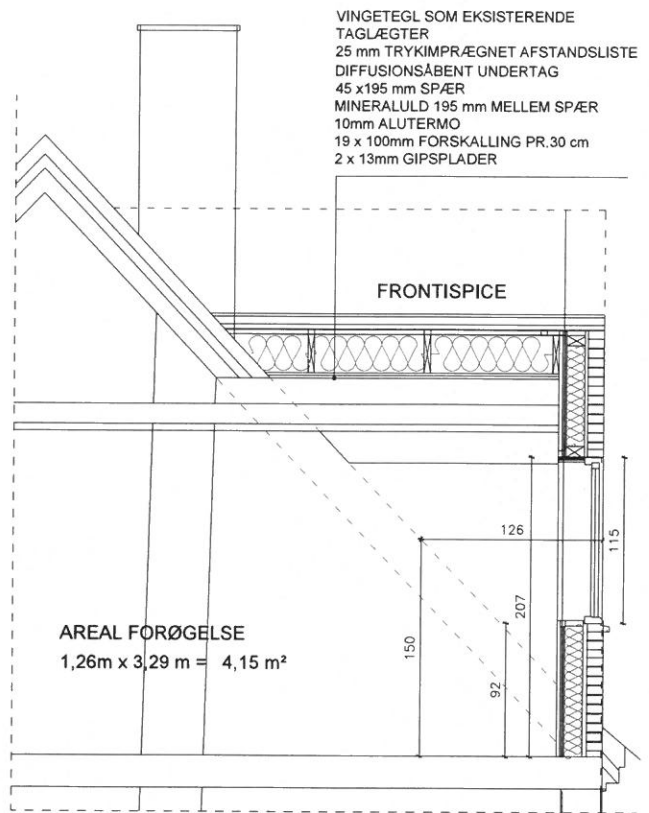 VINGETEGL SOM EKSISTERENDE
TAGLÆGTER
25 mm TRYKIMPRÆGNET AFSTANDSLISTE
DIFFUSIONSÅBENT UNDERTAG
45 x195 mm SPÆR
MINERALULD 195 mm MELLEM SPÆR
10mm ALUTERMO
19 x 100mm FORSKALLING PR.30 cm
2 x 13mm GIPSPLADER
FRONTISPICE
126
115
207
150
92
AREAL FORØGELSE
1,26m x 3,29 m = 4,15 m²